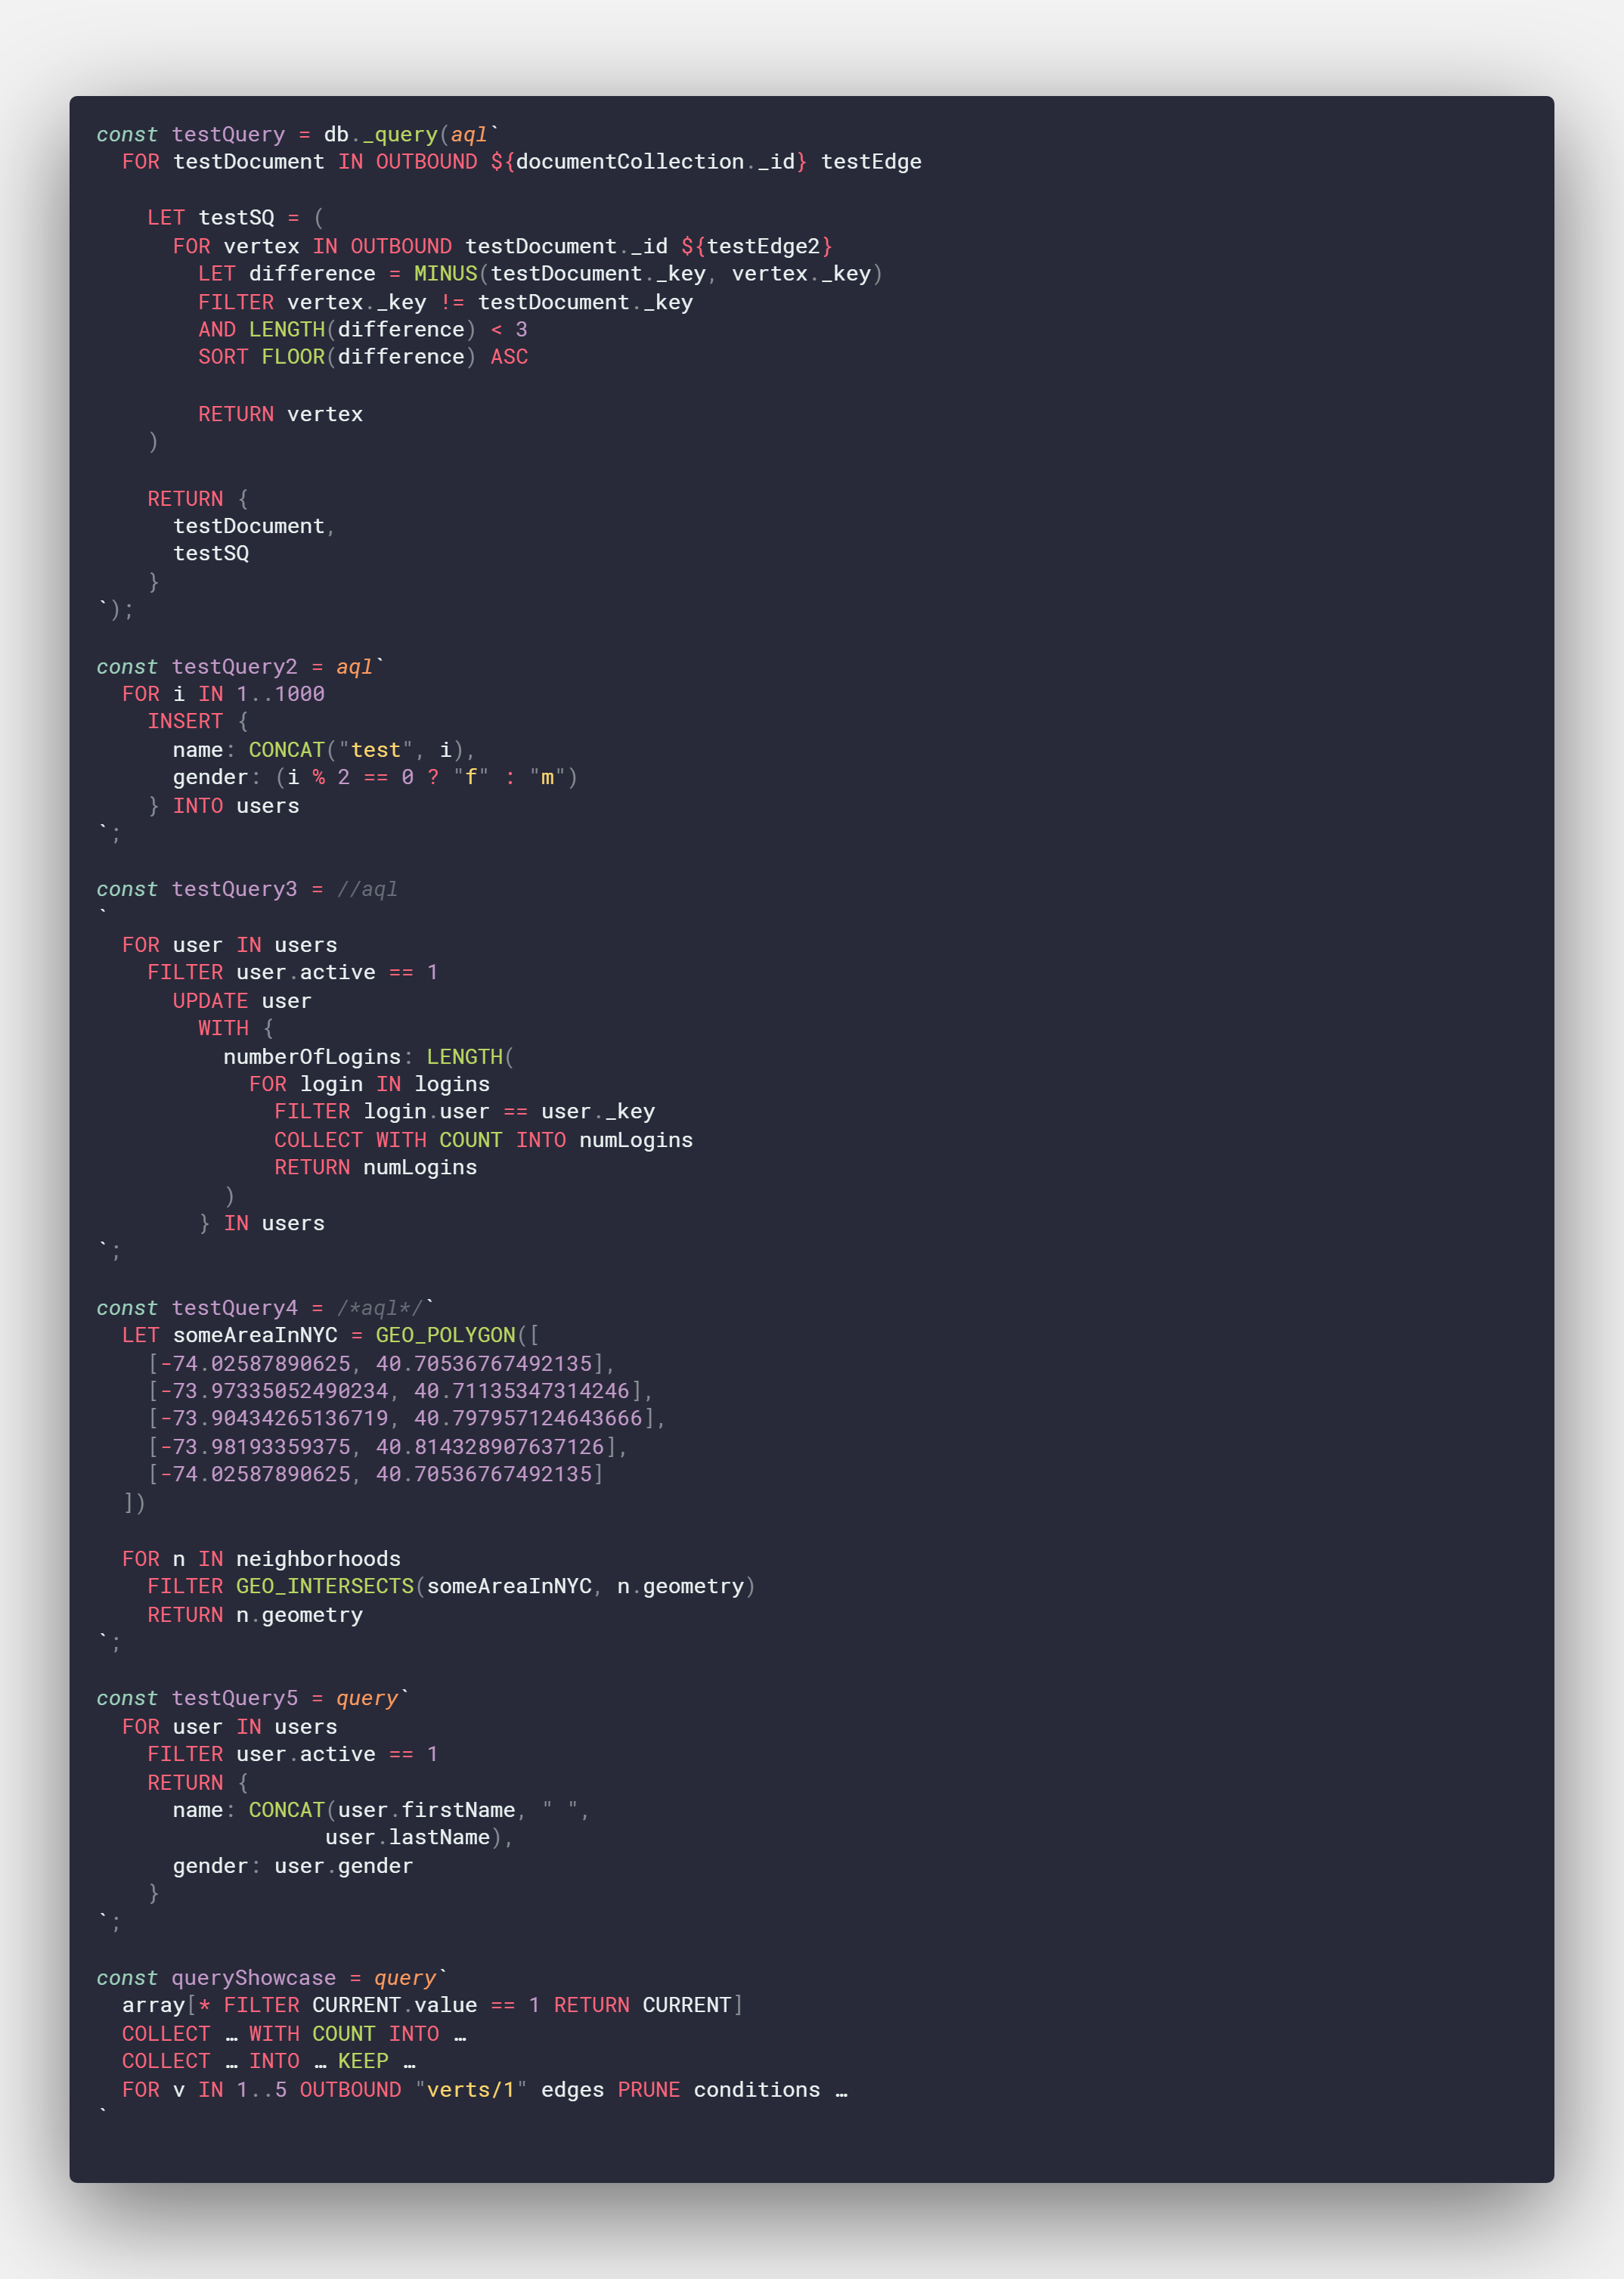 const testQuery = db._query(aql`
  FOR testDocument IN OUTBOUND ${documentCollection._id} testEdge

    LET testSQ = (
      FOR vertex IN OUTBOUND testDocument._id ${testEdge2}
        LET difference = MINUS(testDocument._key, vertex._key)
        FILTER vertex._key != testDocument._key
        AND LENGTH(difference) < 3
        SORT FLOOR(difference) ASC

        RETURN vertex
    )

    RETURN {
      testDocument,
      testSQ
    }
`);

const testQuery2 = aql`
  FOR i IN 1..1000
    INSERT {
      name: CONCAT("test", i),
      gender: (i % 2 == 0 ? "f" : "m")
    } INTO users
`;

const testQuery3 = //aql
`
  FOR user IN users
    FILTER user.active == 1
      UPDATE user
        WITH {
          numberOfLogins: LENGTH(
            FOR login IN logins
              FILTER login.user == user._key
              COLLECT WITH COUNT INTO numLogins
              RETURN numLogins
          )
        } IN users
`;

const testQuery4 = /*aql*/`
  LET someAreaInNYC = GEO_POLYGON([
    [-74.02587890625, 40.70536767492135],
    [-73.97335052490234, 40.71135347314246],
    [-73.90434265136719, 40.797957124643666],
    [-73.98193359375, 40.814328907637126],
    [-74.02587890625, 40.70536767492135]
  ])

  FOR n IN neighborhoods
    FILTER GEO_INTERSECTS(someAreaInNYC, n.geometry)
    RETURN n.geometry
`;

const testQuery5 = query`
  FOR user IN users
    FILTER user.active == 1
    RETURN {
      name: CONCAT(user.firstName, " ",
                  user.lastName),
      gender: user.gender
    }
`;

const queryShowcase = query`
  array[* FILTER CURRENT.value == 1 RETURN CURRENT]
  COLLECT … WITH COUNT INTO …
  COLLECT … INTO … KEEP …
  FOR v IN 1..5 OUTBOUND "verts/1" edges PRUNE conditions …
`